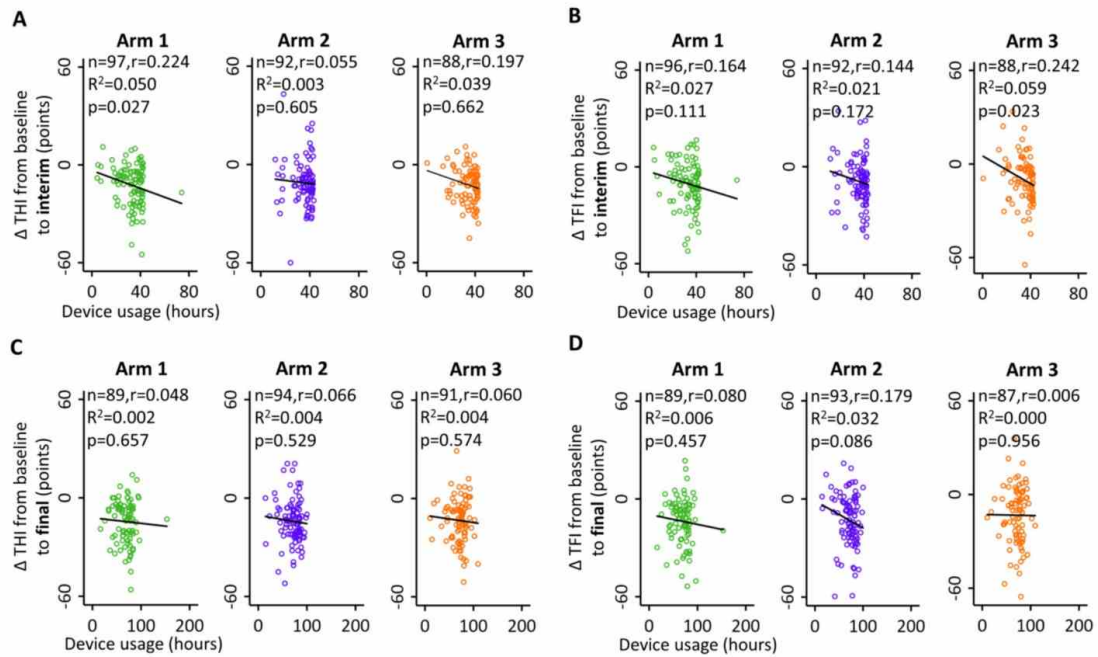 A
Arm 1
n=97,r=0.224
R²=0.050
p=0.027
Arm 2
n=92,r=0.055
R²=0.003
p=0.605
Arm 3
n=88,r=0.197
R²=0.039
p=0.662
Δ THI from baseline
to interim (points)
60
0
-60
60
0
-60
60
0
-60
0 40 80
0 40 80
0 40 80
Device usage (hours)
B
Arm 1
n=96,r=0.164
R²=0.027
p=0.111
Arm 2
n=92,r=0.144
R²=0.021
p=0.172
Arm 3
n=88,r=0.242
R²=0.059
p=0.023
Δ TFI from baseline
to interim (points)
60
0
-60
60
0
-60
60
0
-60
0 40 80
0 40 80
0 40 80
Device usage (hours)
C
Arm 1
n=89,r=0.048
R²=0.002
p=0.657
Arm 2
n=94,r=0.066
R²=0.004
p=0.529
Arm 3
n=91,r=0.060
R²=0.004
p=0.574
Δ THI from baseline
to final (points)
60
0
-60
60
0
-60
60
0
-60
0 100 200
0 100 200
0 100 200
Device usage (hours)
D
Arm 1
n=89,r=0.080
R²=0.006
p=0.457
Arm 2
n=93,r=0.179
R²=0.032
p=0.086
Arm 3
n=87,r=0.006
R²=0.000
p=0.956
Δ TFI from baseline
to final (points)
60
0
-60
60
0
-60
60
0
-60
0 100 200
0 100 200
0 100 200
Device usage (hours)